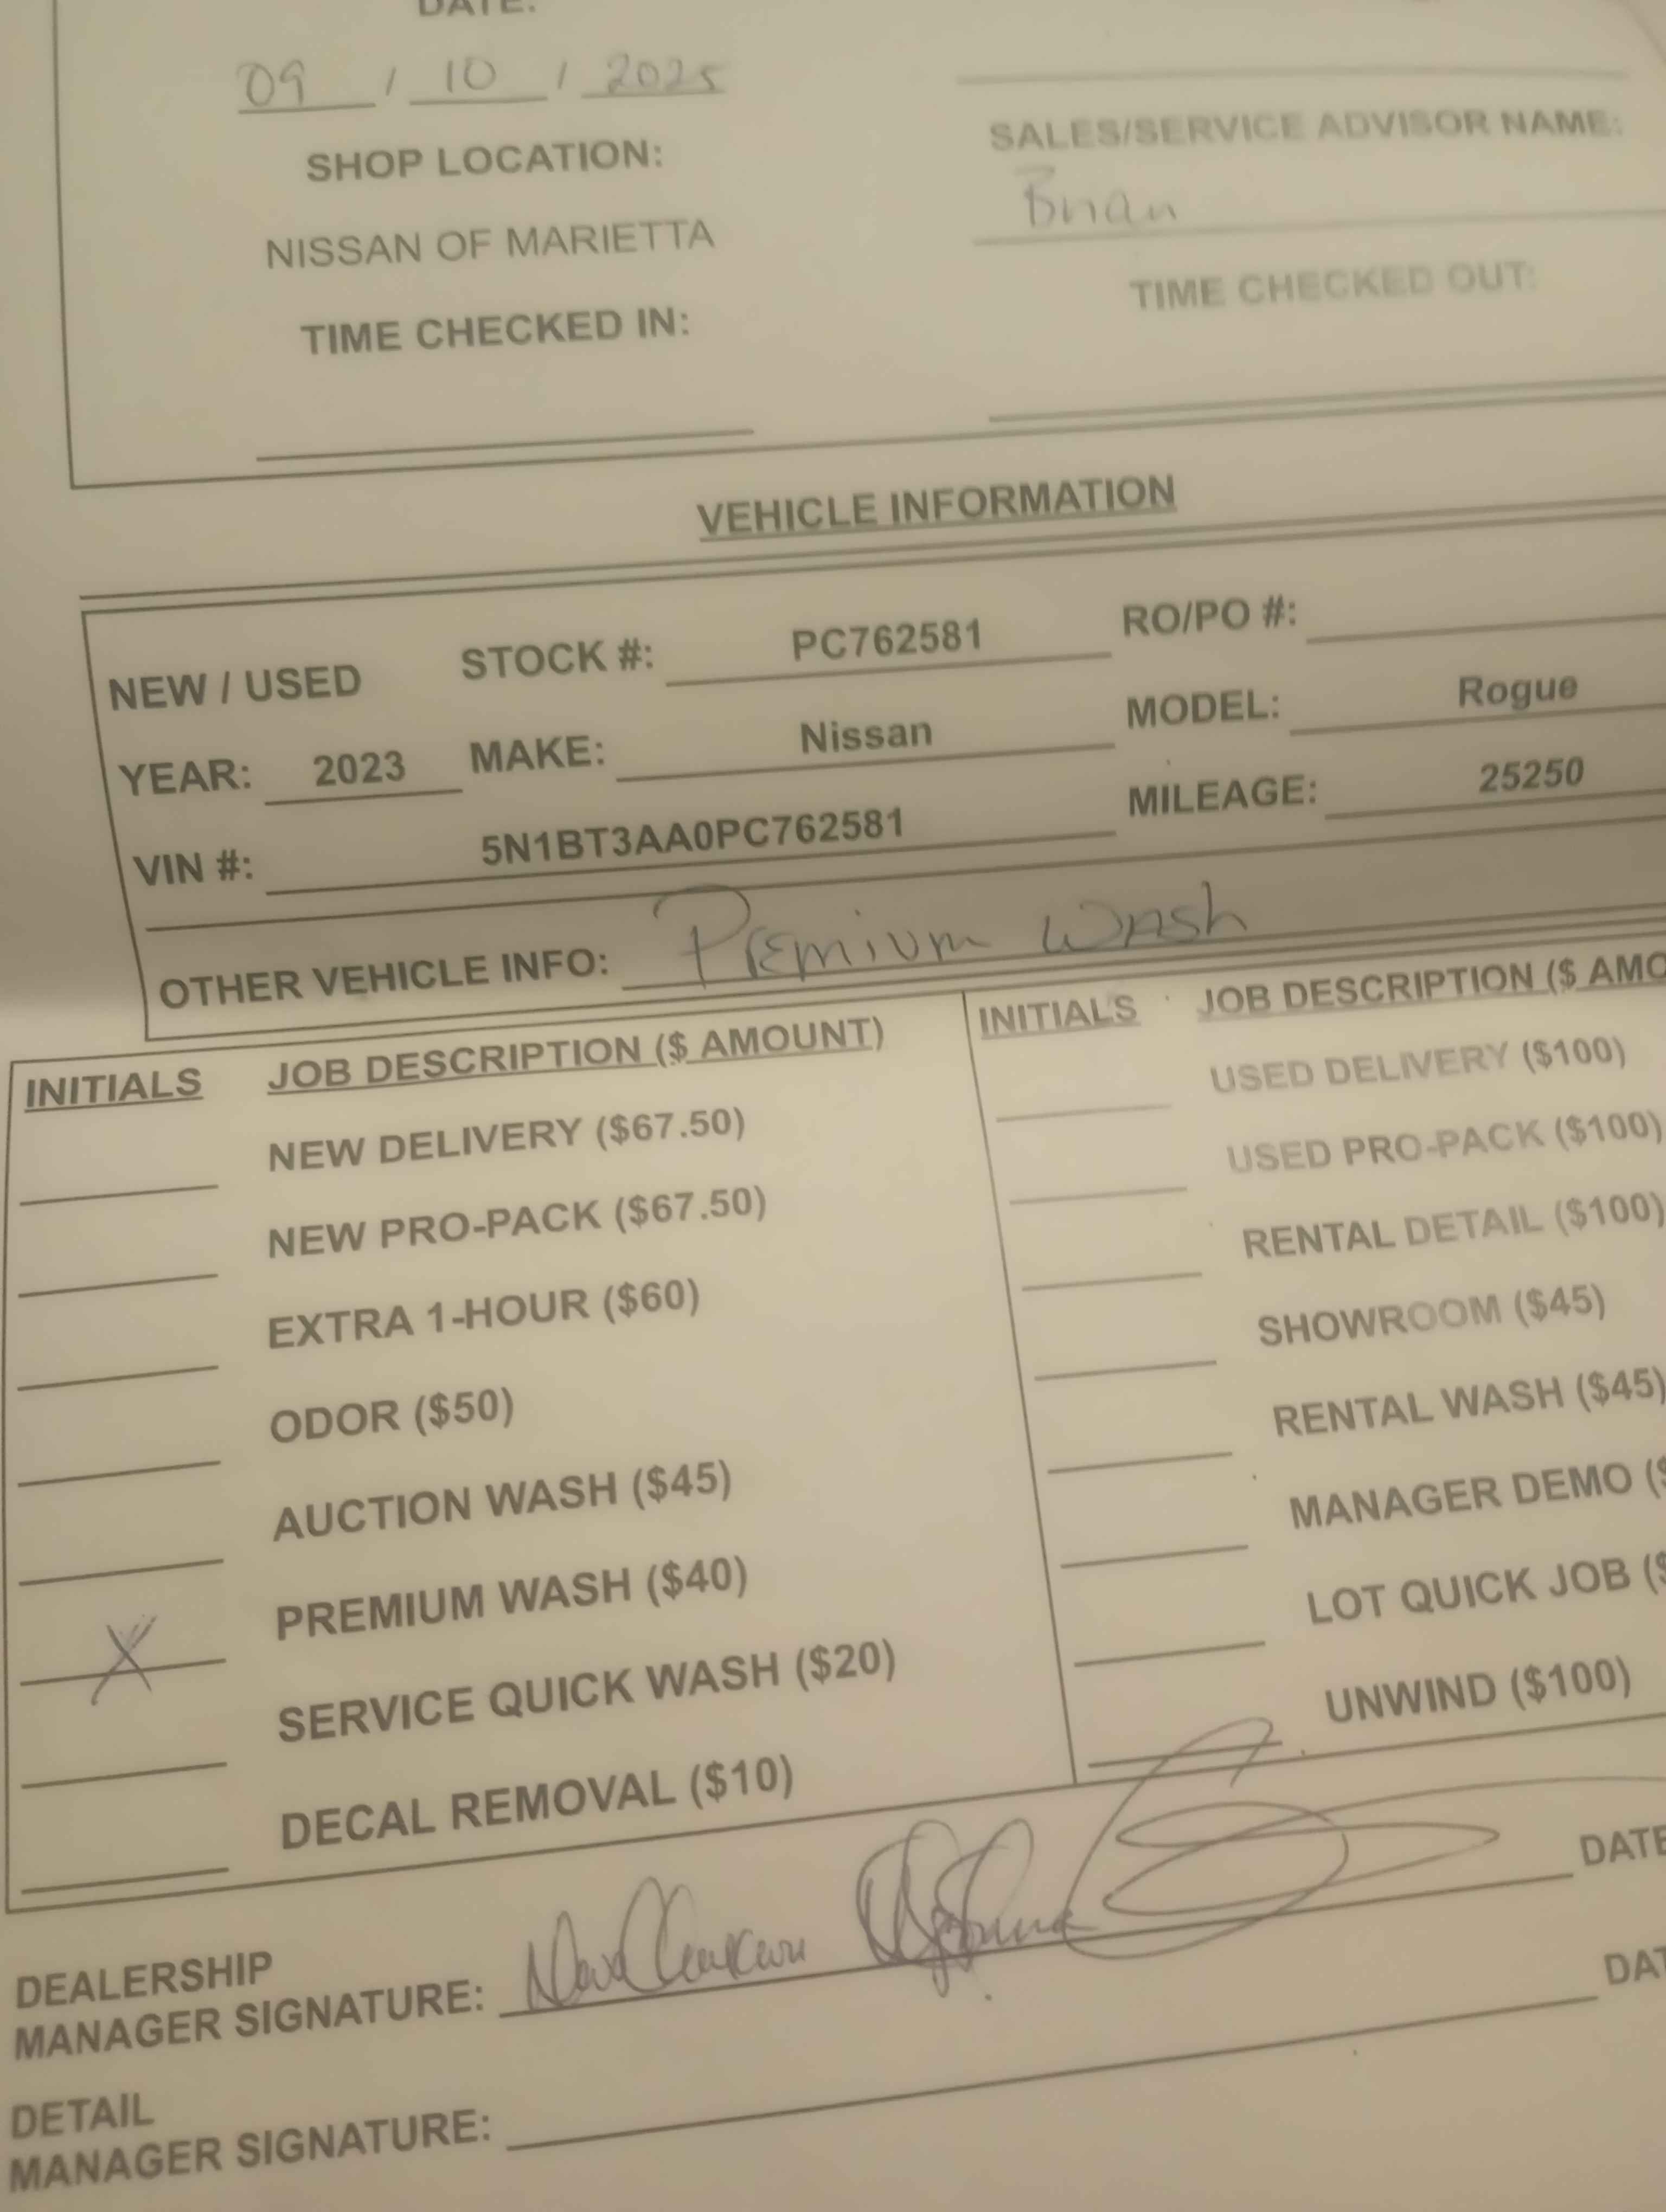 DATE:
09 / 10 / 2025
SHOP LOCATION:
SALES/SERVICE ADVISOR NAME:
NISSAN OF MARIETTA
Brian
TIME CHECKED IN:
TIME CHECKED OUT:
VEHICLE INFORMATION
NEW / USED STOCK #: PC762581 RO/PO #:
YEAR: 2023 MAKE: Nissan MODEL: Rogue
VIN #: 5N1BT3AA0PC762581 MILEAGE: 25250
OTHER VEHICLE INFO: Premium Wash
INITIALS JOB DESCRIPTION ($ AMOUNT)
NEW DELIVERY ($67.50)
NEW PRO-PACK ($67.50)
EXTRA 1-HOUR ($60)
ODOR ($50)
AUCTION WASH ($45)
X PREMIUM WASH ($40)
SERVICE QUICK WASH ($20)
DECAL REMOVAL ($10)
INITIALS JOB DESCRIPTION ($ AMO
USED DELIVERY ($100)
USED PRO-PACK ($100)
RENTAL DETAIL ($100)
SHOWROOM ($45)
RENTAL WASH ($45)
MANAGER DEMO ($
LOT QUICK JOB ($
UNWIND ($100)
DEALERSHIP
MANAGER SIGNATURE: DATE
DETAIL
MANAGER SIGNATURE: DAT